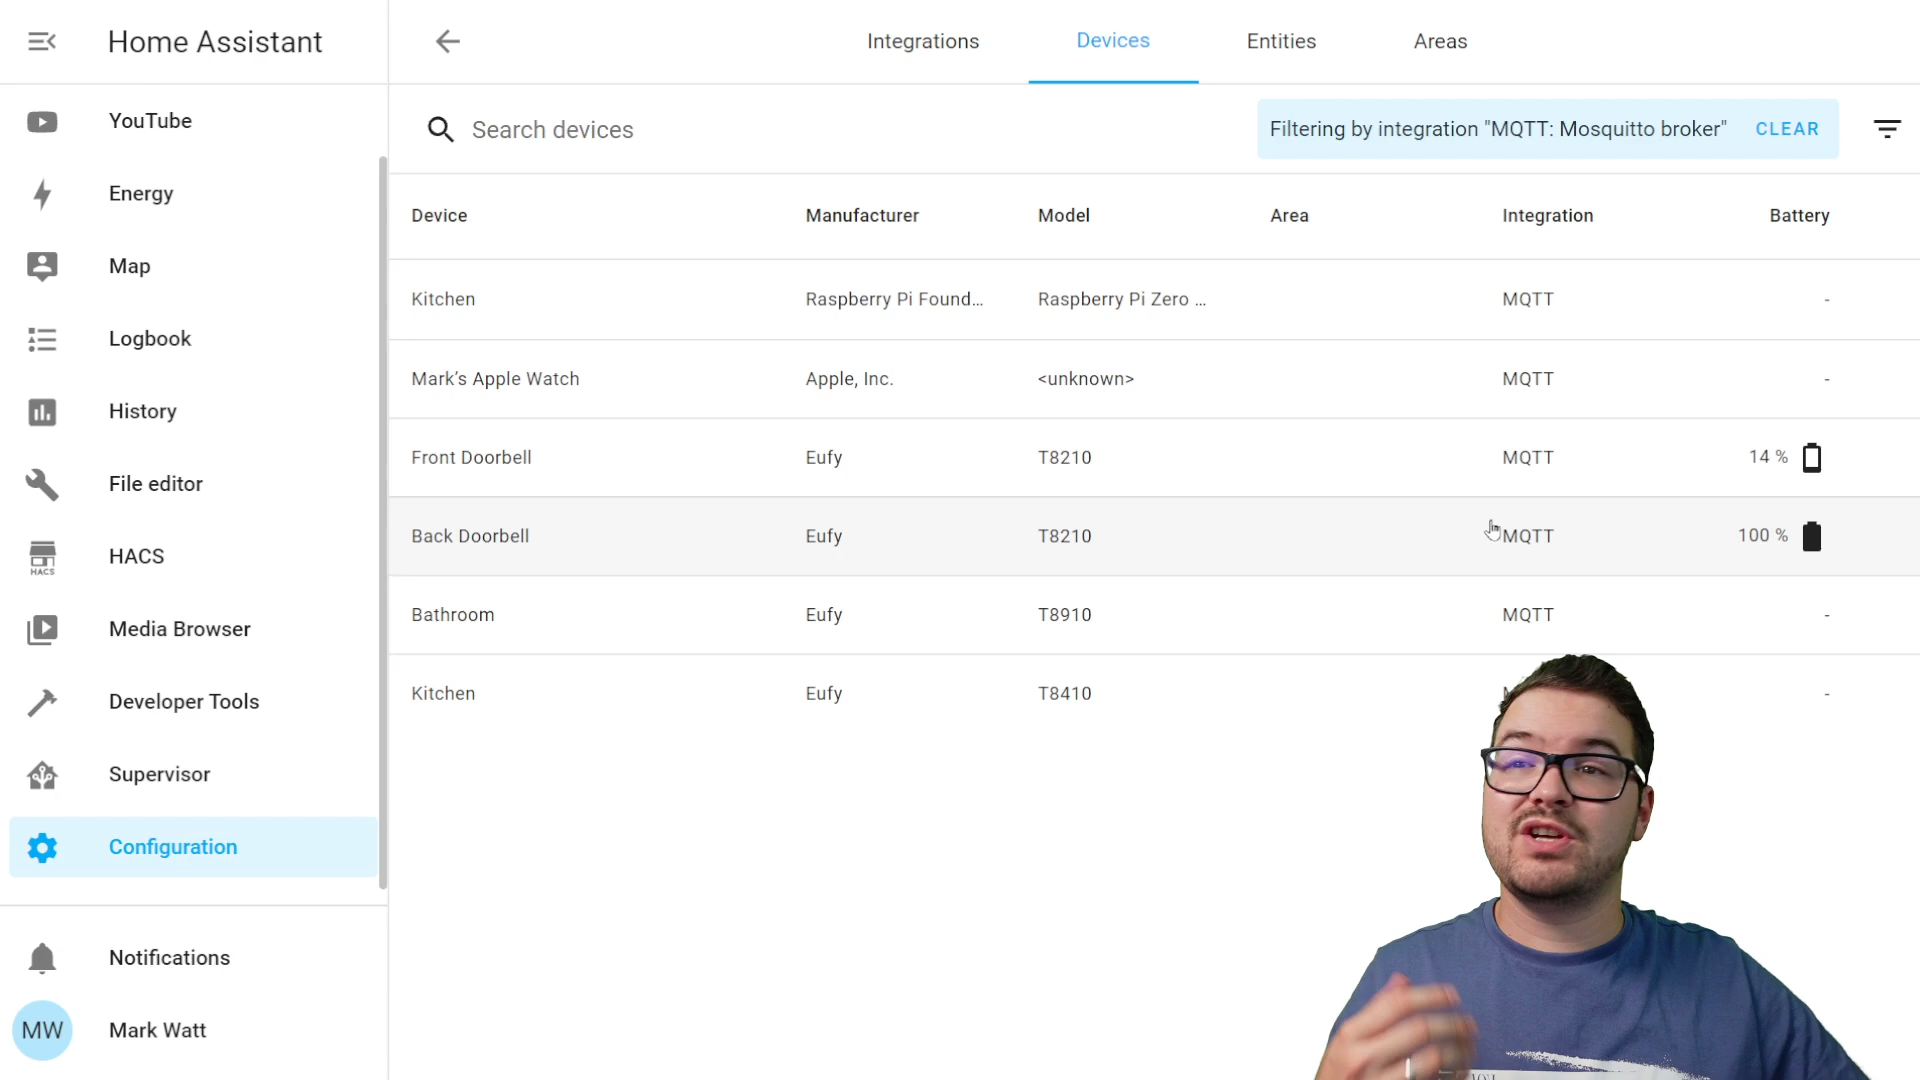 Home Assistant
Integrations
Devices
Entities
Areas
YouTube
Energy
Map
Logbook
History
File editor
HACS
HACS
Media Browser
Developer Tools
Supervisor
Configuration
Notifications
MW
Mark Watt
Search devices
Filtering by integration "MQTT: Mosquitto broker" CLEAR
Device Manufacturer Model Area Integration Battery
Kitchen Raspberry Pi Found... Raspberry Pi Zero ... MQTT -
Mark’s Apple Watch Apple, Inc. <unknown> MQTT -
Front Doorbell Eufy T8210 MQTT 14 %
Back Doorbell Eufy T8210 MQTT 100 %
Bathroom Eufy T8910 MQTT -
Kitchen Eufy T8410 -